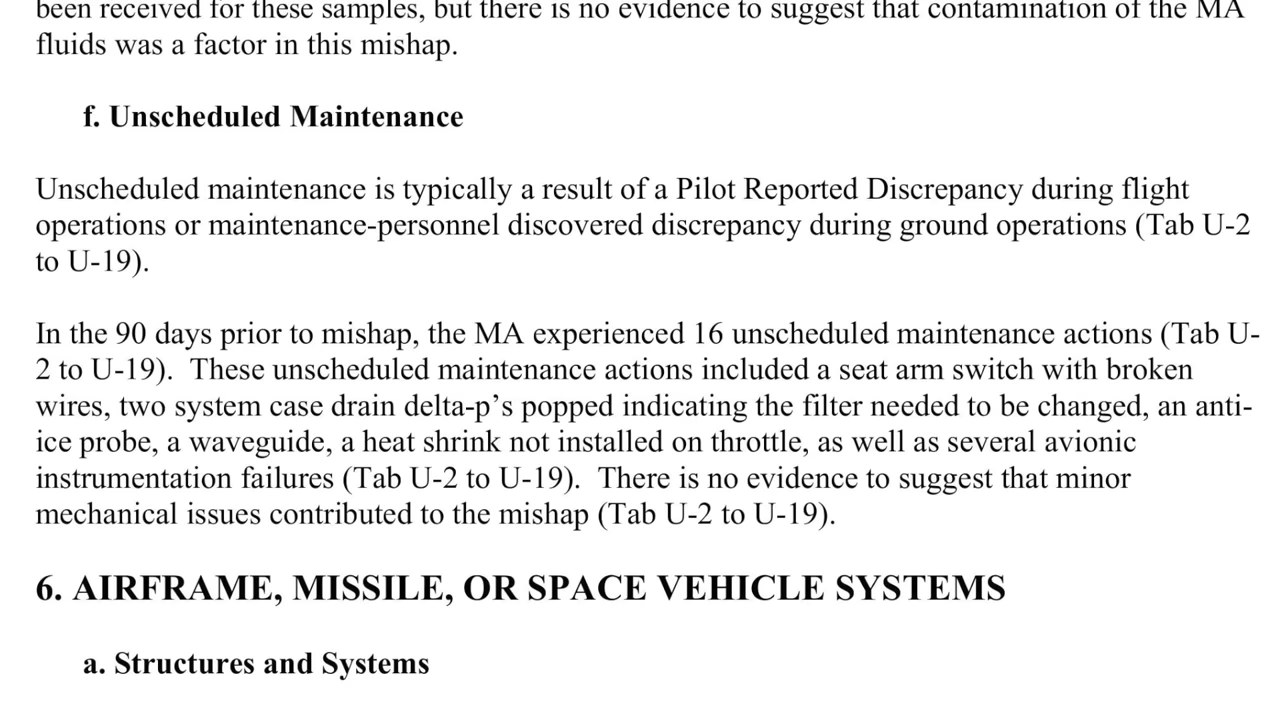 been received for these samples, but there is no evidence to suggest that contamination of the MA
fluids was a factor in this mishap.
f. Unscheduled Maintenance
Unscheduled maintenance is typically a result of a Pilot Reported Discrepancy during flight
operations or maintenance-personnel discovered discrepancy during ground operations (Tab U-2
to U-19).
In the 90 days prior to mishap, the MA experienced 16 unscheduled maintenance actions (Tab U-
2 to U-19).  These unscheduled maintenance actions included a seat arm switch with broken
wires, two system case drain delta-p’s popped indicating the filter needed to be changed, an anti-
ice probe, a waveguide, a heat shrink not installed on throttle, as well as several avionic
instrumentation failures (Tab U-2 to U-19).  There is no evidence to suggest that minor
mechanical issues contributed to the mishap (Tab U-2 to U-19).
6. AIRFRAME, MISSILE, OR SPACE VEHICLE SYSTEMS
a. Structures and Systems